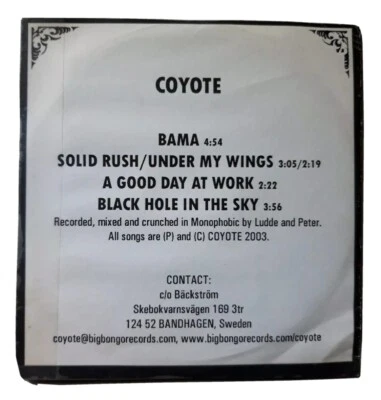 COYOTE
BAMA 4:54
SOLID RUSH/UNDER MY WINGS 3:05/2:19
A GOOD DAY AT WORK 2:22
BLACK HOLE IN THE SKY 3:56
Recorded, mixed and crunched in Monophobic by Ludde and Peter.
All songs are (P) and (C) COYOTE 2003.
CONTACT:
c/o Bäckström
Skebokvarnsvägen 169 3tr
124 52 BANDHAGEN, Sweden
coyote@bigbongorecords.com, www.bigbongorecords.com/coyote